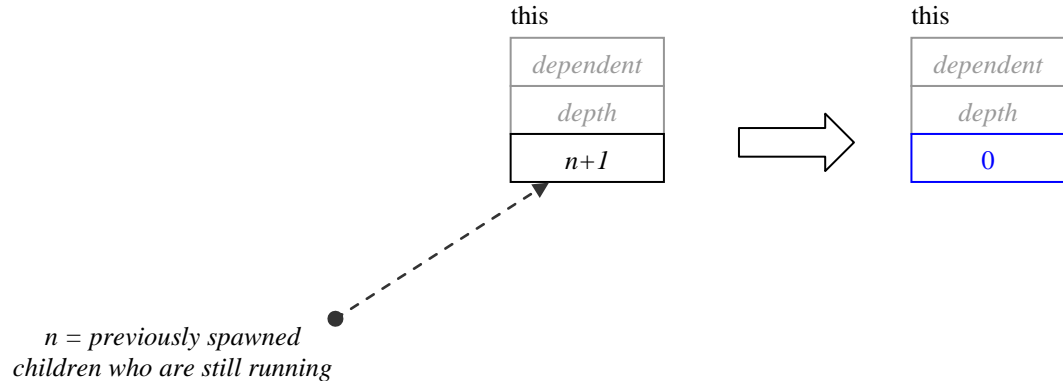 this
dependent
depth
n+1
this
dependent
depth
0
n = previously spawned
children who are still running